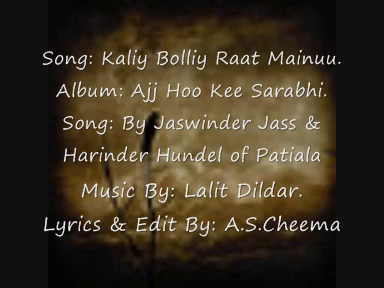 Song: Kaliy Bolliy Raat Mainuu.
Album: Ajj Hoo Kee Sarabhi.
Song: By Jaswinder Jass &
Harinder Hundel of Patiala
Music By: Lalit Dildar.
Lyrics & Edit By: A.S.Cheema